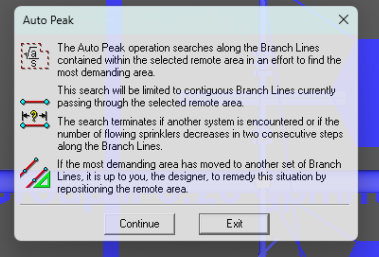 Auto Peak
The Auto Peak operation searches along the Branch Lines
contained within the selected remote area in an effort to find the
most demanding area.
This search will be limited to contiguous Branch Lines currently
passing through the selected remote area.
The search terminates if another system is encountered or if the
number of flowing sprinklers decreases in two consecutive steps
along the Branch Lines.
If the most demanding area has moved to another set of Branch
Lines, it is up to you, the designer, to remedy this situation by
repositioning the remote area.
Continue
Exit